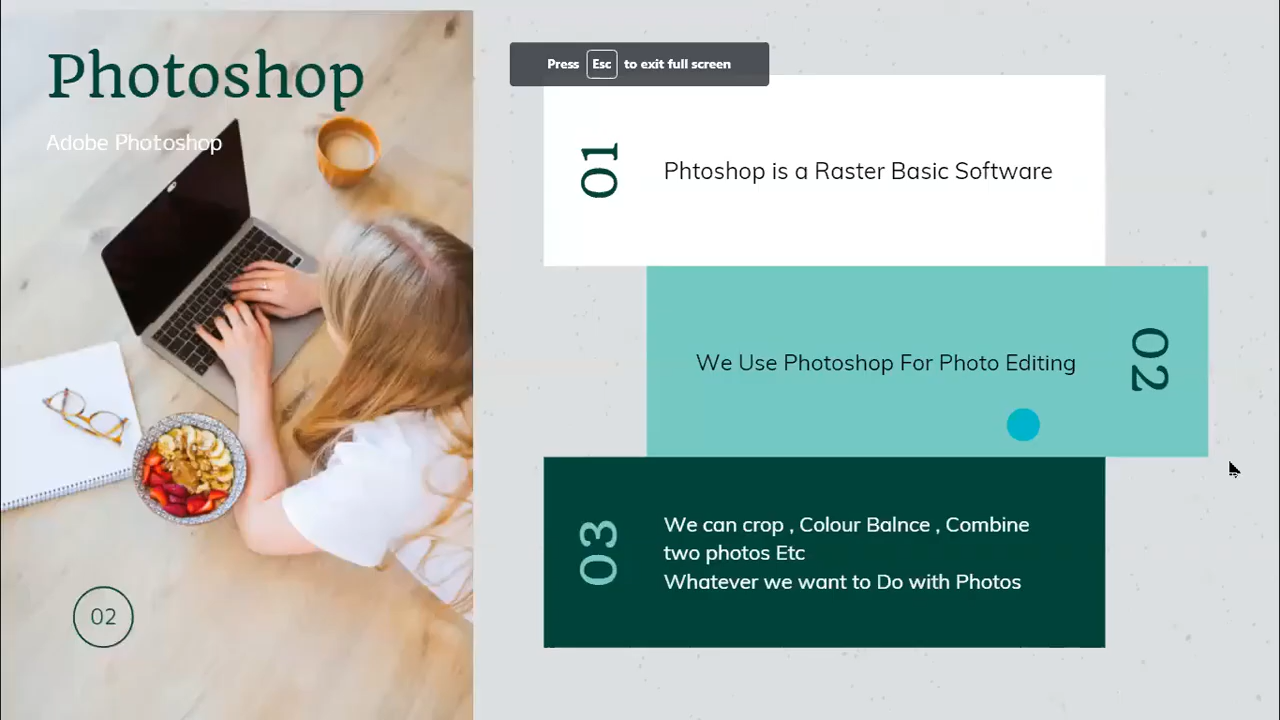 Photoshop
Adobe Photoshop
02
Press Esc to exit full screen
01
Phtoshop is a Raster Basic Software
We Use Photoshop For Photo Editing
02
03
We can crop , Colour Balnce , Combine
two photos Etc
Whatever we want to Do with Photos